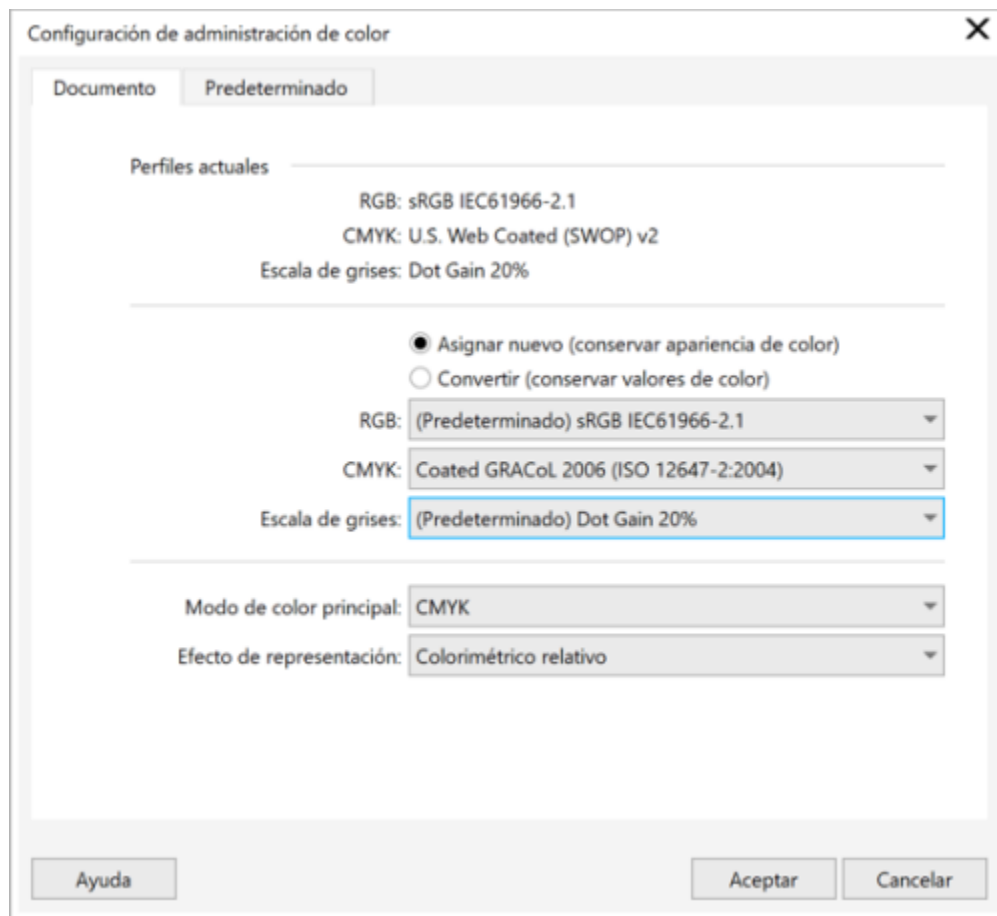 Configuración de administración de color
Documento
Predeterminado
Perfiles actuales
RGB: sRGB IEC61966-2.1
CMYK: U.S. Web Coated (SWOP) v2
Escala de grises: Dot Gain 20%
Asignar nuevo (conservar apariencia de color)
Convertir (conservar valores de color)
RGB: (Predeterminado) sRGB IEC61966-2.1
CMYK: Coated GRACoL 2006 (ISO 12647-2:2004)
Escala de grises: (Predeterminado) Dot Gain 20%
Modo de color principal: CMYK
Efecto de representación: Colorimétrico relativo
Ayuda
Aceptar
Cancelar